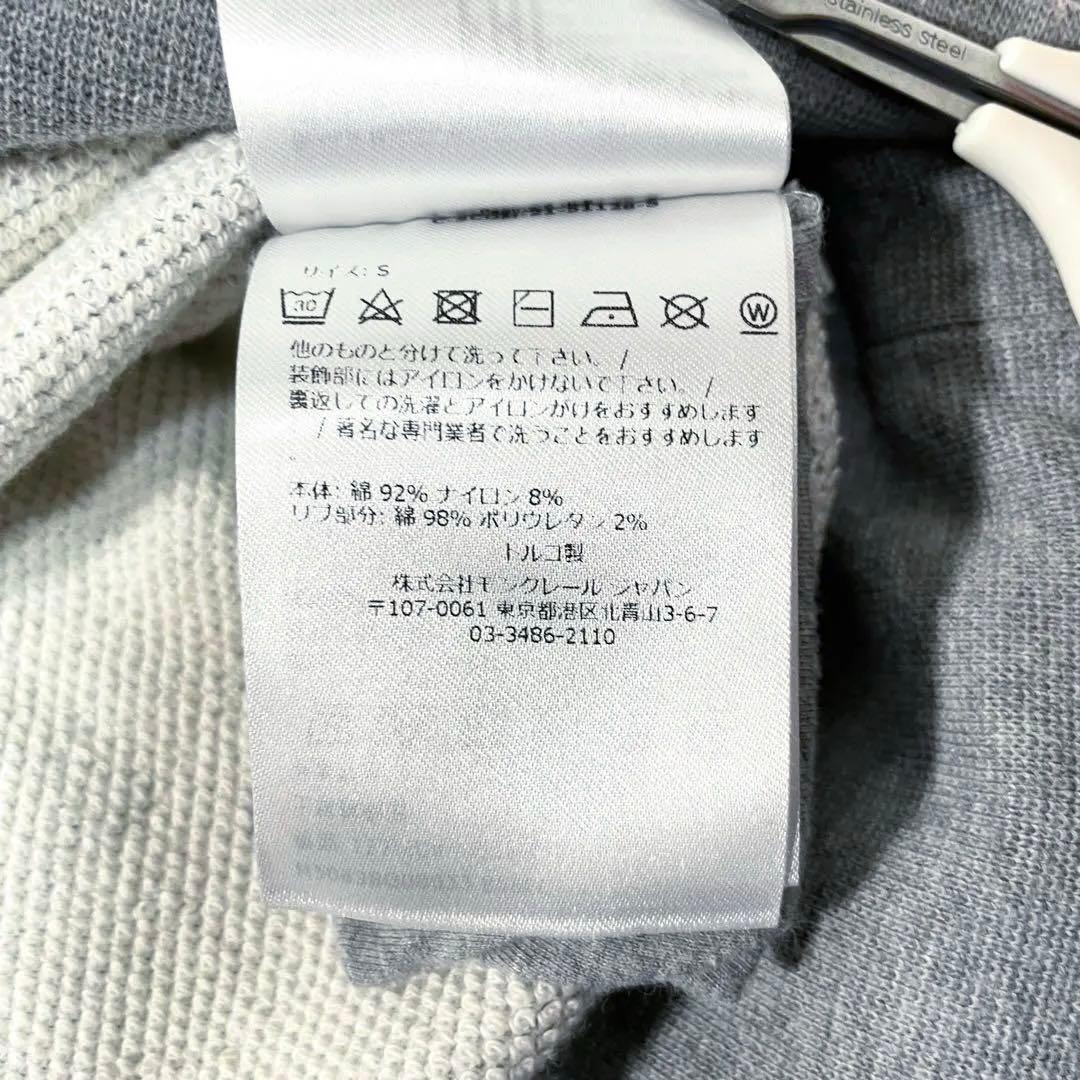 stainless steel
サイズ: S
30
W
他のものと分けて洗って下さい。 /
装飾部にはアイロンをかけないで下さい。 /
裏返しての洗濯とアイロンがけをおすすめします
/ 著名な専門業者で洗うことをおすすめします
。
本体: 綿 92% ナイロン 8%
リブ部分: 綿 98% ポリウレタン 2%
トルコ製
株式会社モンクレール ジャパン
〒107-0061 東京都港区北青山3-6-7
03-3486-2110